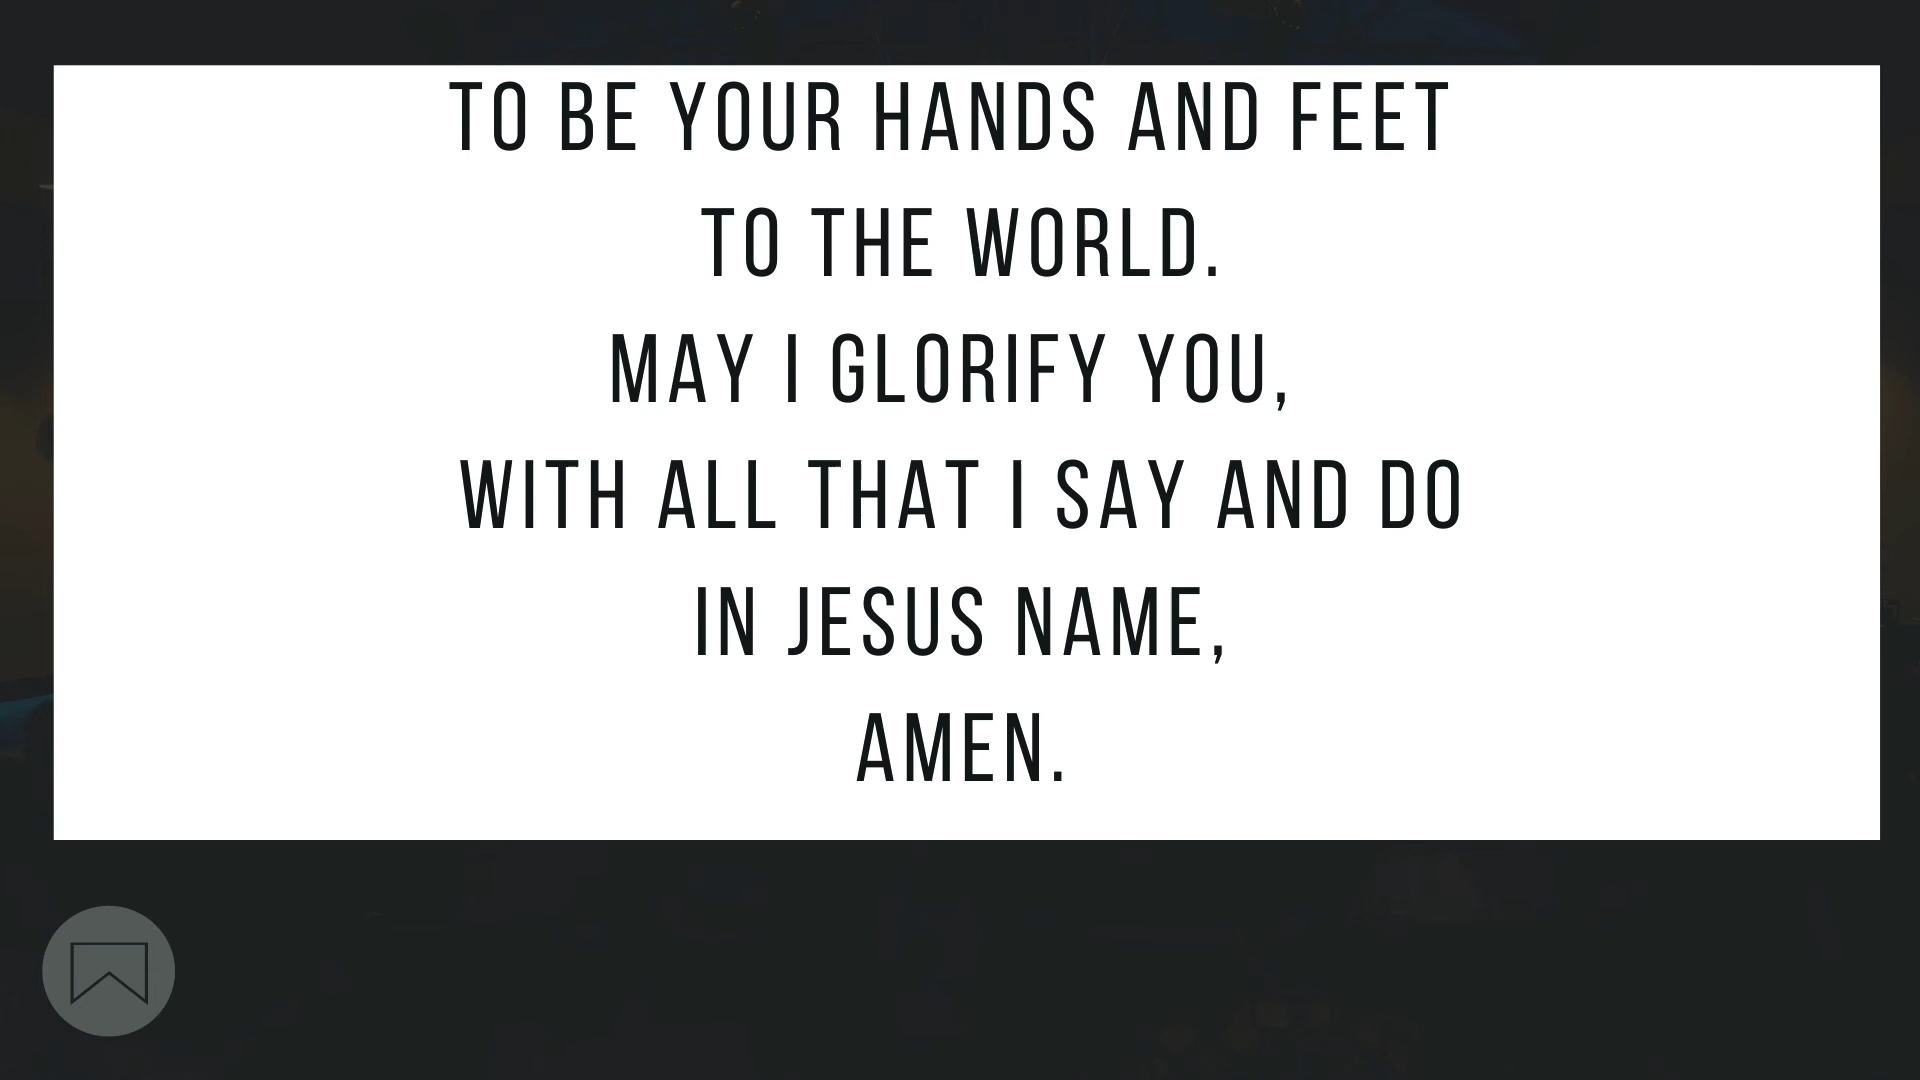 TO BE YOUR HANDS AND FEET
TO THE WORLD.
MAY I GLORIFY YOU,
WITH ALL THAT I SAY AND DO
IN JESUS NAME,
AMEN.